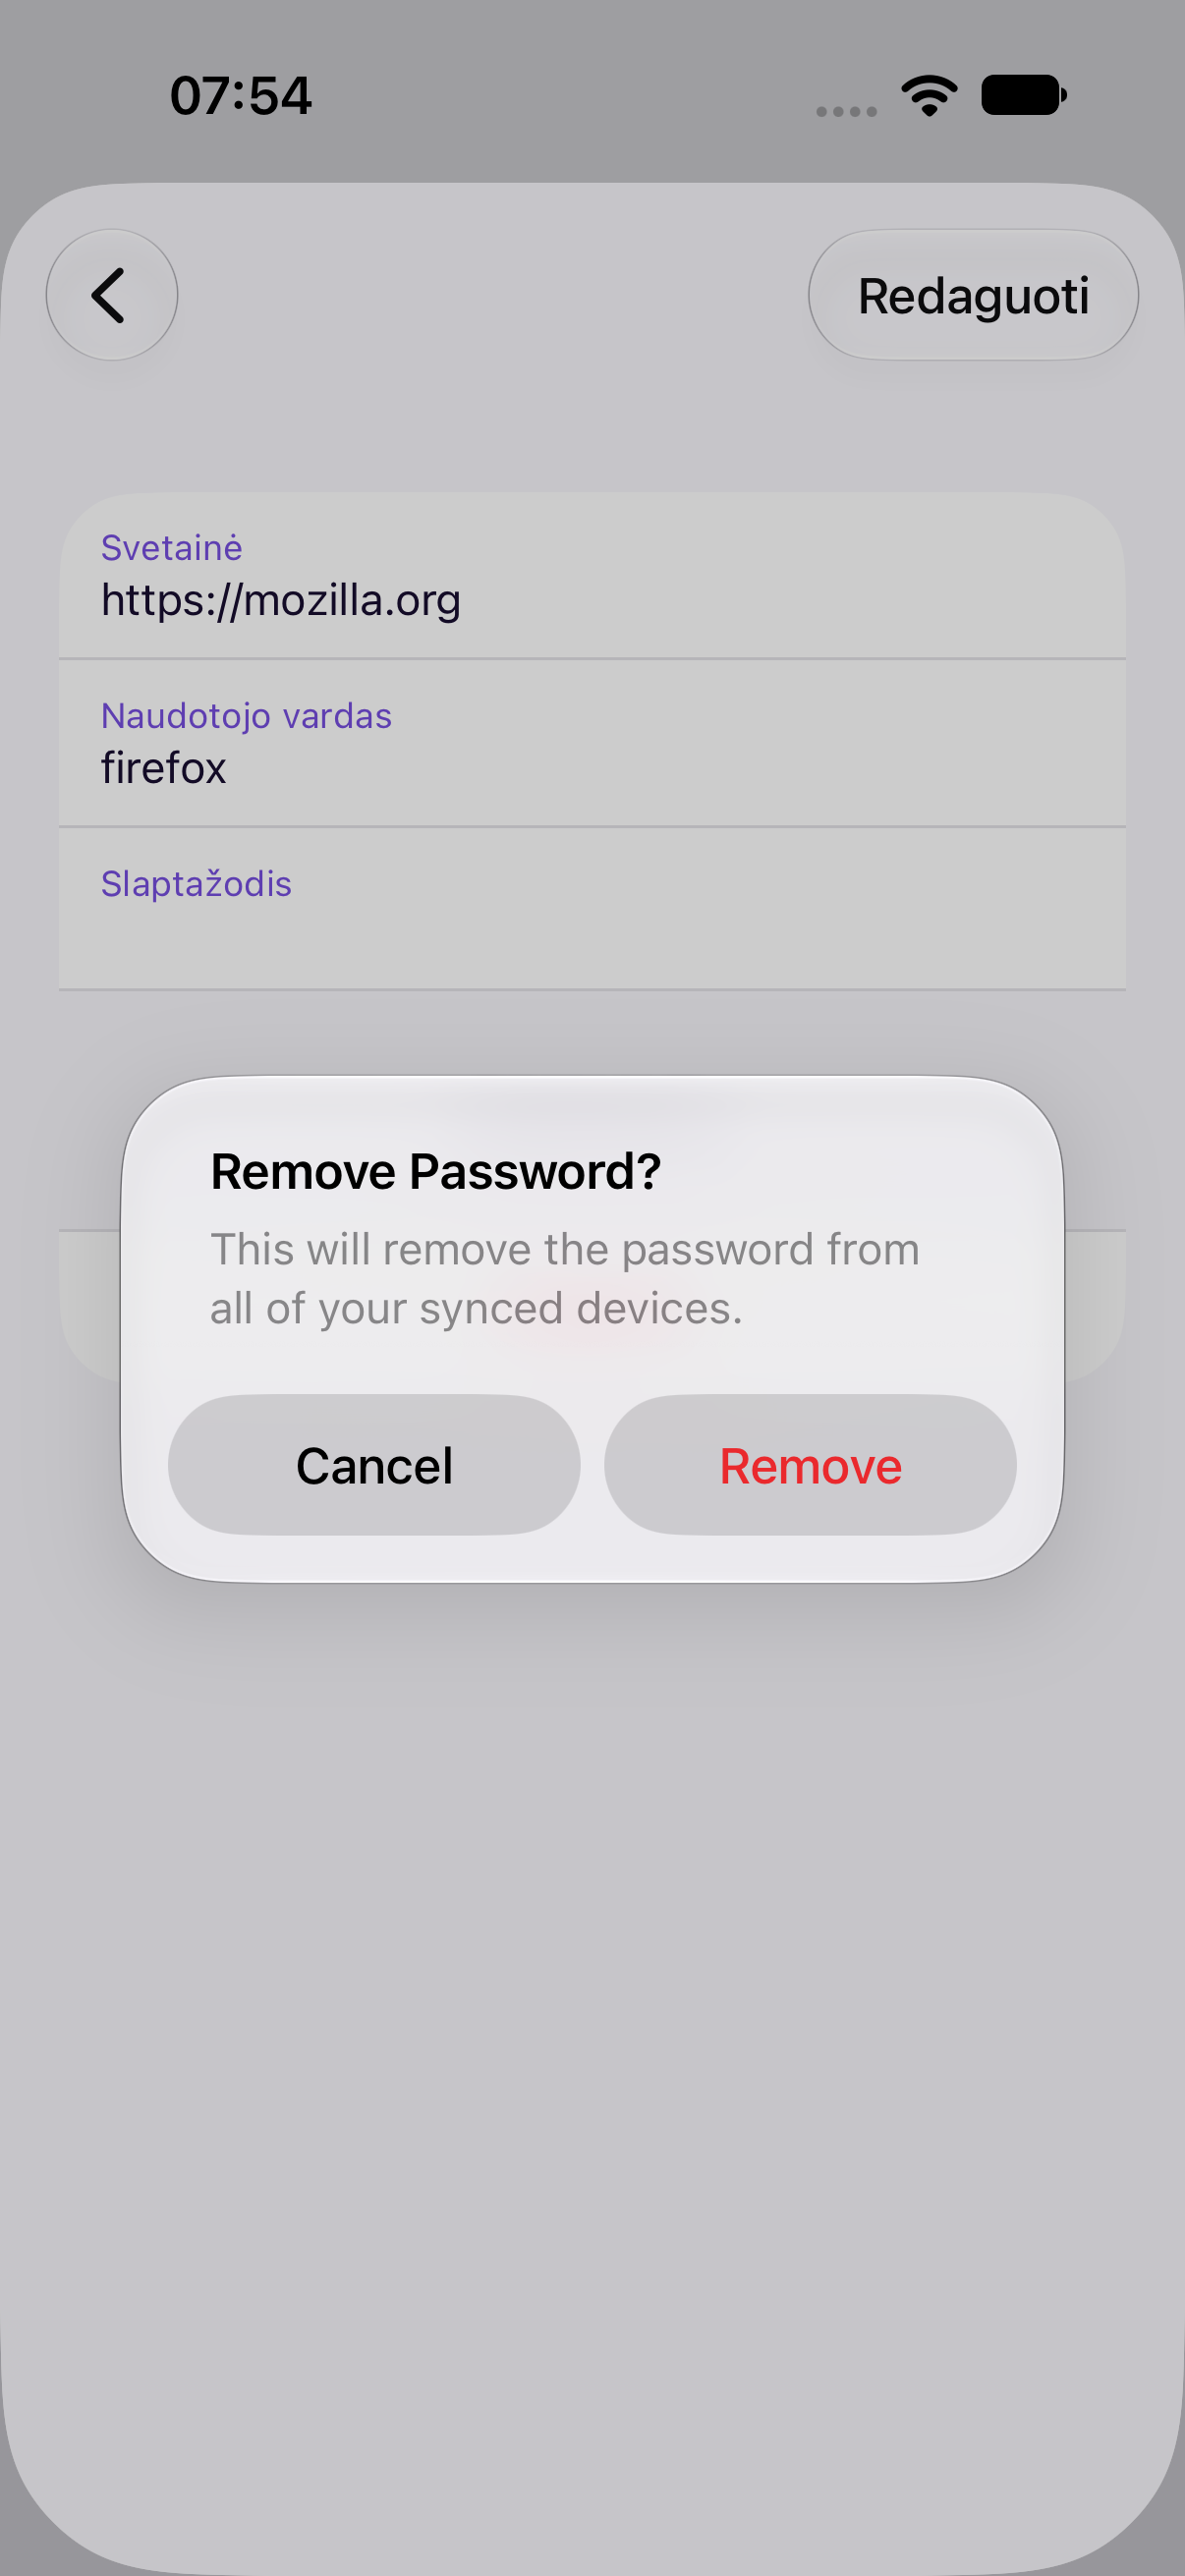 07:54
Redaguoti
Svetainė
https://mozilla.org
Naudotojo vardas
firefox
Slaptažodis
Remove Password?
This will remove the password from
all of your synced devices.
Cancel
Remove